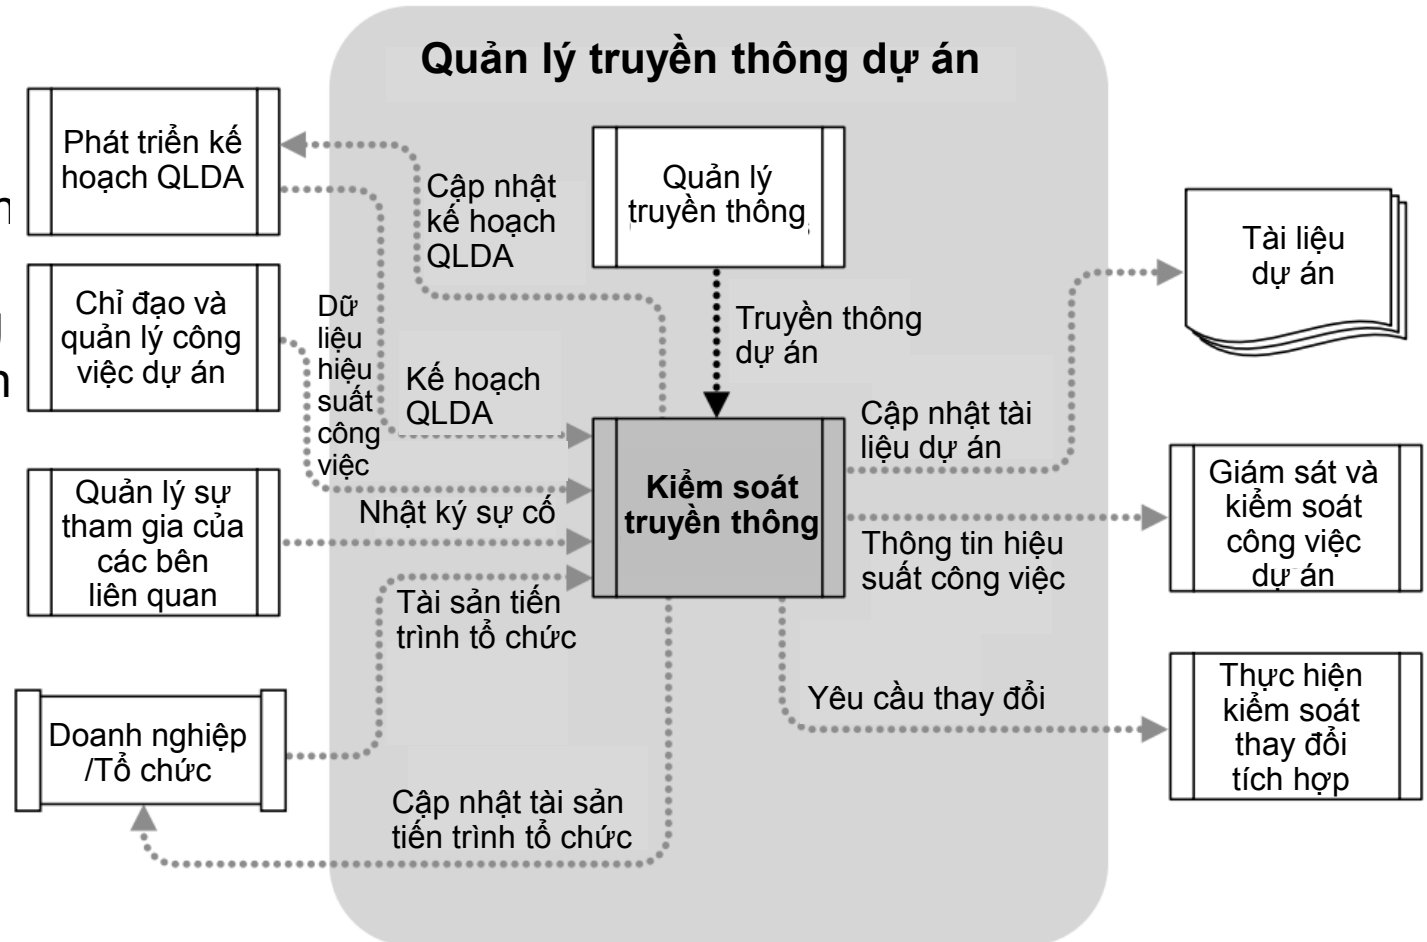 Quản lý truyền thông dự án
Phát triển kế
hoạch QLDA
Chỉ đạo và
quản lý công
việc dự án
Quản lý sự
tham gia của
các bên
liên quan
Doanh nghiệp
/Tổ chức
Cập nhật
kế hoạch
QLDA
Dữ
liệu
hiệu
suất
công
việc
Kế hoạch
QLDA
Nhật ký sự cố
Tài sản tiến
trình tổ chức
Cập nhật tài sản
tiến trình tổ chức
Quản lý
truyền thông
Truyền thông
dự án
Kiểm soát
truyền thông
Cập nhật tài
liệu dự án
Thông tin hiệu
suất công việc
Yêu cầu thay đổi
Tài liệu
dự án
Giám sát và
kiểm soát
công việc
dự án
Thực hiện
kiểm soát
thay đổi
tích hợp